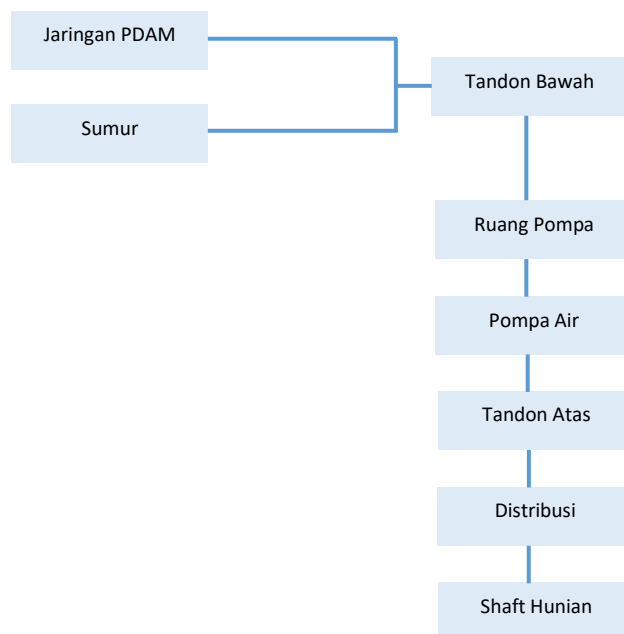 Jaringan PDAM
Tandon Bawah
Sumur
Ruang Pompa
Pompa Air
Tandon Atas
Distribusi
Shaft Hunian